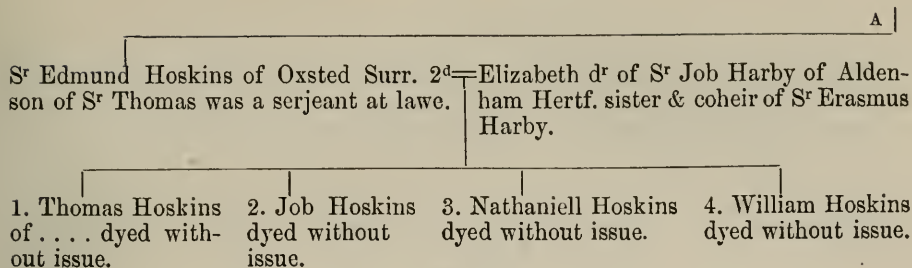 A
Sʳ Edmund Hoskins of Oxsted Surr. 2ᵈ=Elizabeth dʳ of Sʳ Job Harby of Alden-
son of Sʳ Thomas was a serjeant at lawe. ham Hertf. sister & coheir of Sʳ Erasmus
Harby.
1. Thomas Hoskins
of . . . . dyed with-
out issue.
2. Job Hoskins
dyed without
issue.
3. Nathaniell Hoskins
dyed without issue.
4. William Hoskins
dyed without issue.